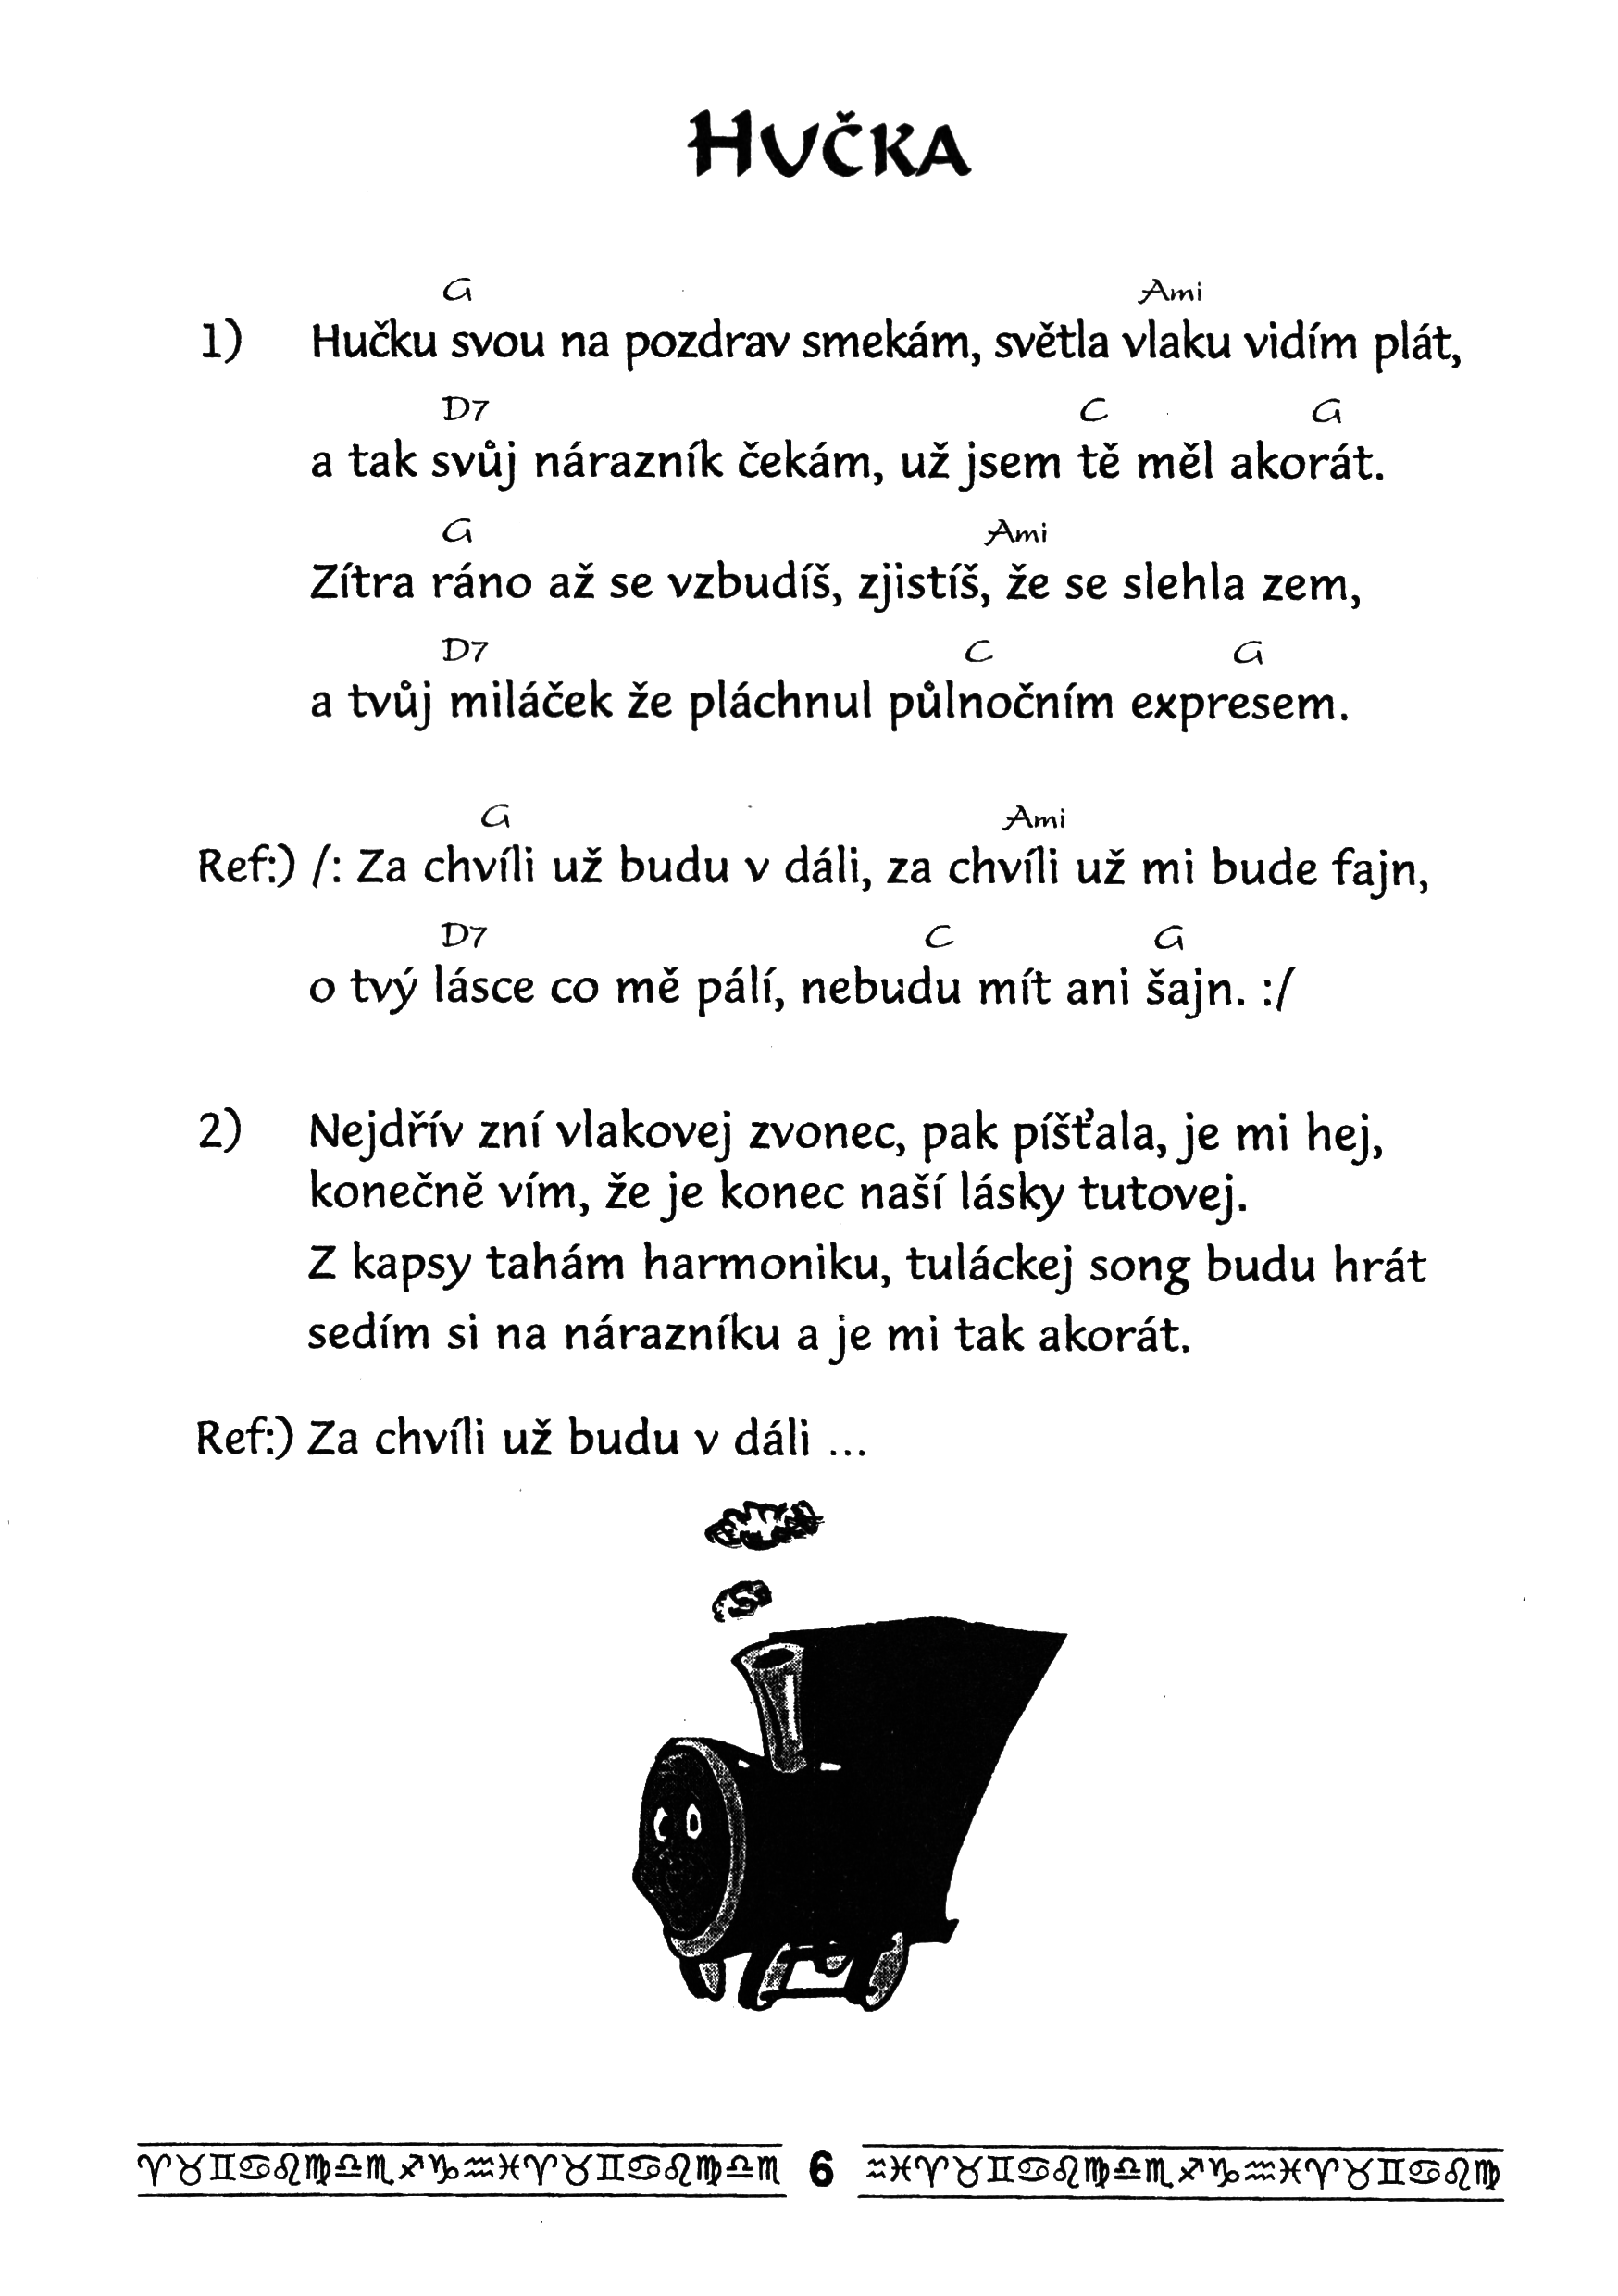 HUČKA
G Ami
1) Hučku svou na pozdrav smekám, světla vlaku vidím plát,
D7 C G
a tak svůj nárazník čekám, už jsem tě měl akorát.
G Ami
Zítra ráno až se vzbudíš, zjistíš, že se slehla zem,
D7 C G
a tvůj miláček že pláchnul půlnočním expresem.
G Ami
Ref:) /: Za chvíli už budu v dáli, za chvíli už mi bude fajn,
D7 C G
o tvý lásce co mě pálí, nebudu mít ani šajn. :/
2) Nejdřív zní vlakovej zvonec, pak píšťala, je mi hej,
konečně vím, že je konec naší lásky tutovej.
Z kapsy tahám harmoniku, tuláckej song budu hrát
sedím si na nárazníku a je mi tak akorát.
Ref:) Za chvíli už budu v dáli ...
♈♉♊♋♌♍♎♏♐♑♒♓♈♉♊♋♌♍♎♏ 6 ♒♓♈♉♊♋♌♍♎♏♐♑♒♓♈♉♊♋♌♍